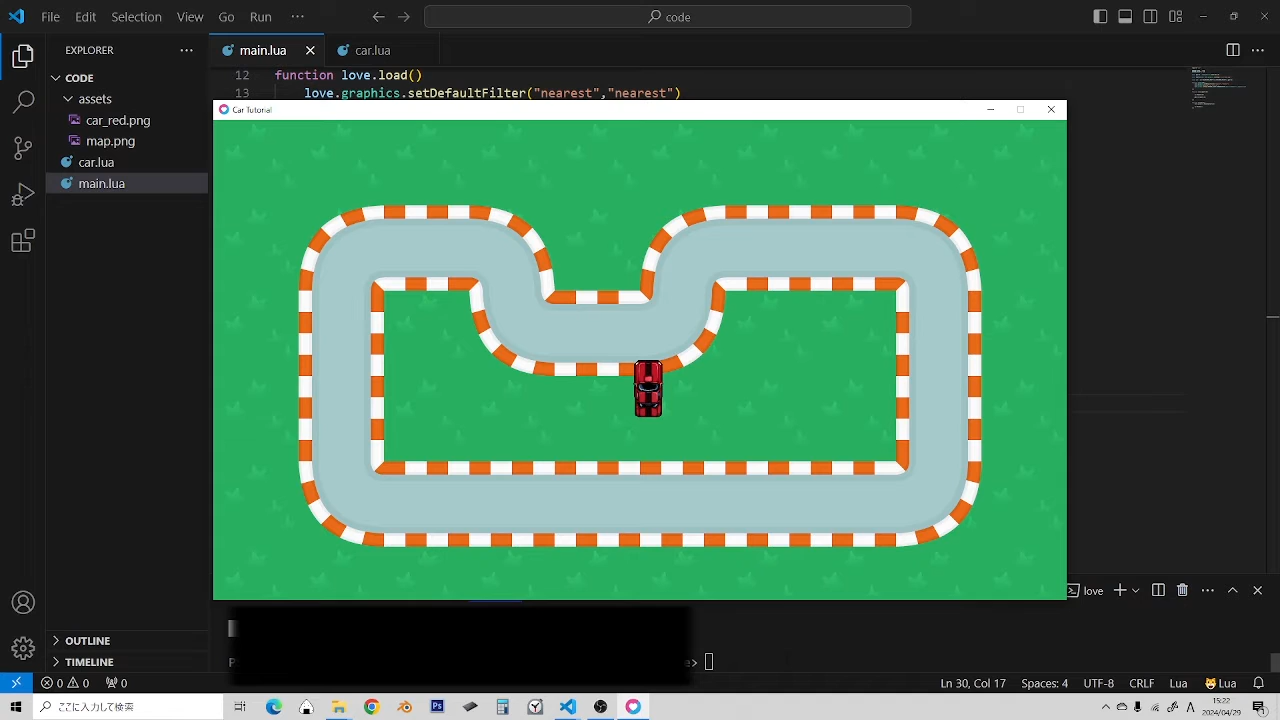 File Edit Selection View Go Run ··· code
EXPLORER ···
main.lua
car.lua
CODE
assets
car_red.png
map.png
car.lua
main.lua
12 function love.load()
13 love.graphics.setDefaultFilter("nearest","nearest")
Car Tutorial
love
>
OUTLINE
TIMELINE
0 0 0
Ln 30, Col 17 Spaces: 4 UTF-8 CRLF Lua Lua
ここに入力して検索
A
15:22
2024/04/29